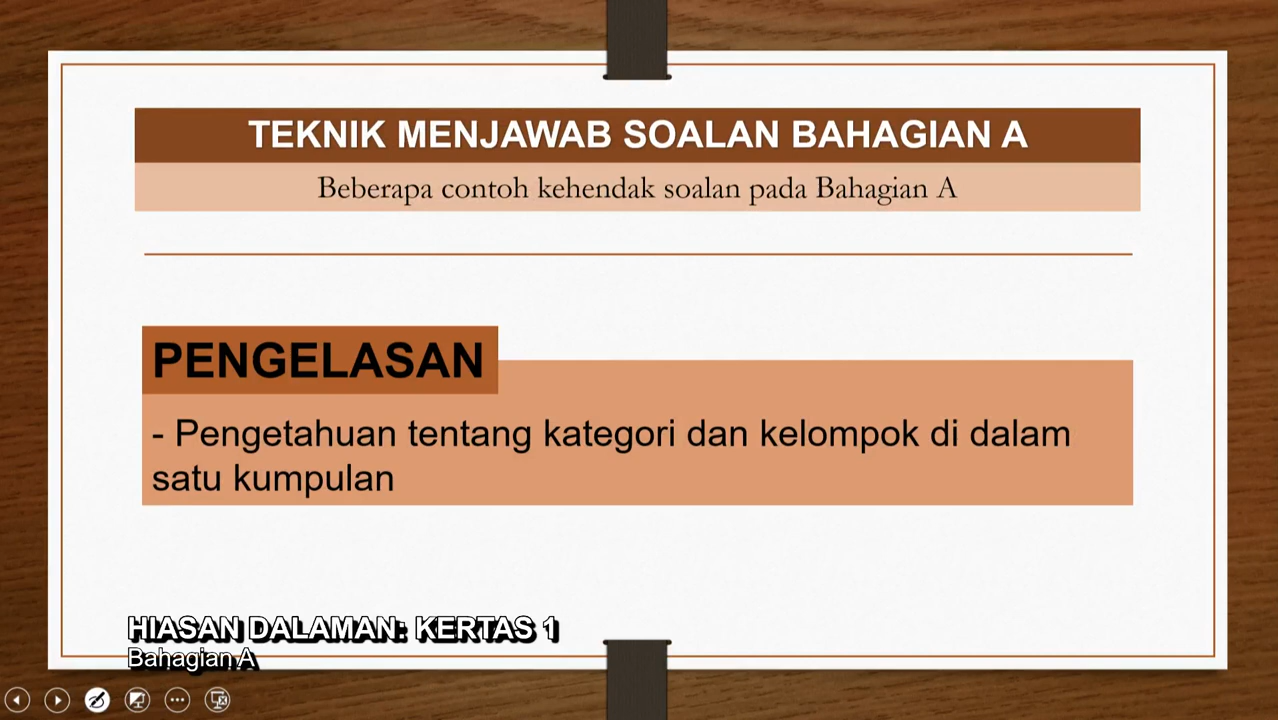 TEKNIK MENJAWAB SOALAN BAHAGIAN A
Beberapa contoh kehendak soalan pada Bahagian A
PENGELASAN
- Pengetahuan tentang kategori dan kelompok di dalam
satu kumpulan
HIASAN DALAMAN: KERTAS 1
Bahagian A